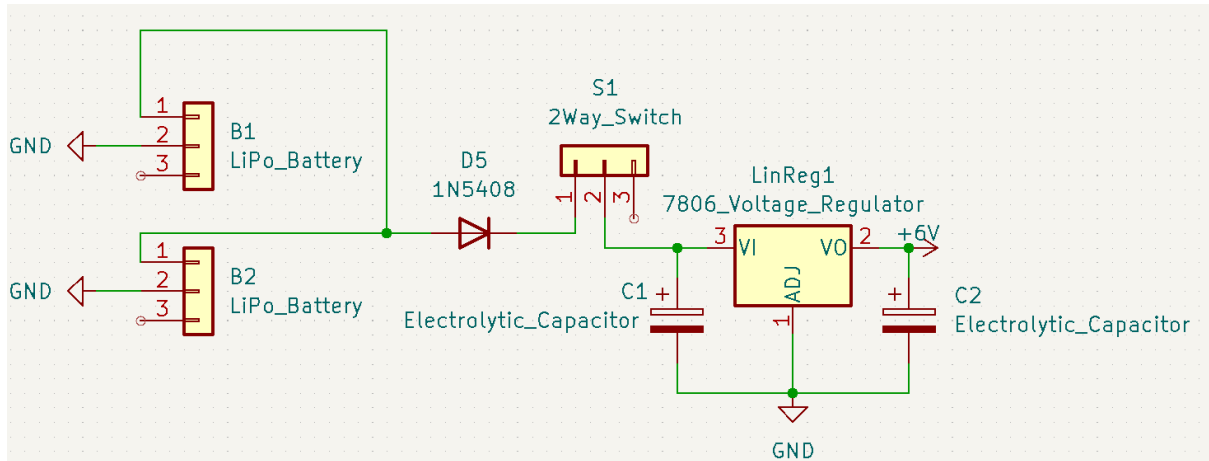 1
GND
2
B1
LiPo_Battery
3
1
GND
2
B2
LiPo_Battery
3
D5
1N5408
S1
2Way_Switch
1
2
3
LinReg1
7806_Voltage_Regulator
3
VI
VO
2
+6V
ADJ
1
C1
+
Electrolytic_Capacitor
+
C2
Electrolytic_Capacitor
GND